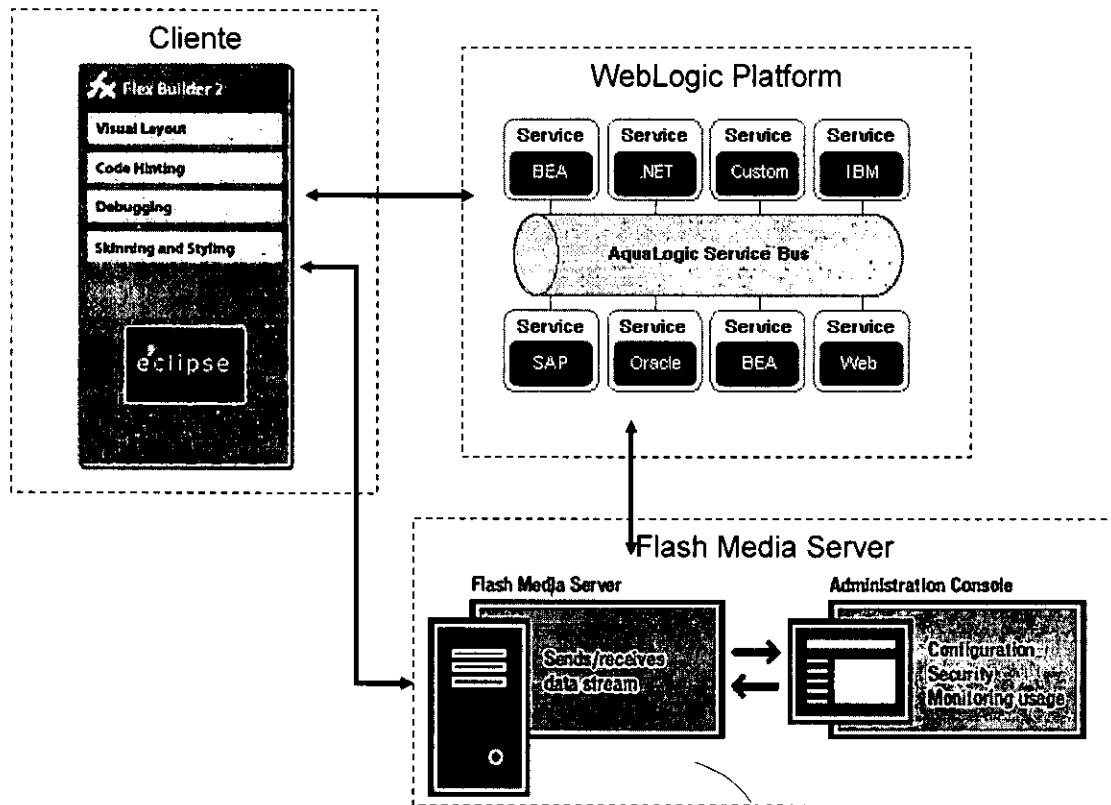 Cliente
fx Flex Builder 2
Visual Layout
Code Hinting
Debugging
Skinning and Styling
eclipse
WebLogic Platform
Service Service Service Service
BEA .NET Custom IBM
AquaLogic Service Bus
Service Service Service Service
SAP Oracle BEA Web
Flash Media Server
Flash Media Server
Sends/receives
data stream
Administration Console
Configuration
Security
Monitoring usage